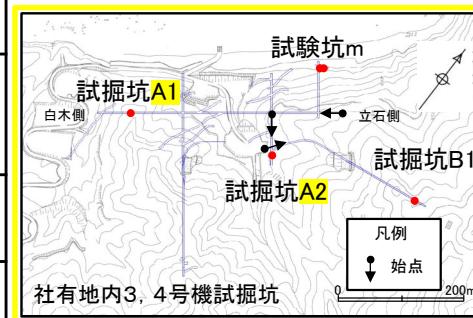 試験坑m
試掘坑A1
白木側
立石側
試掘坑B1
試掘坑A2
凡例
始点
社有地内3，4号機試掘坑
0
200m